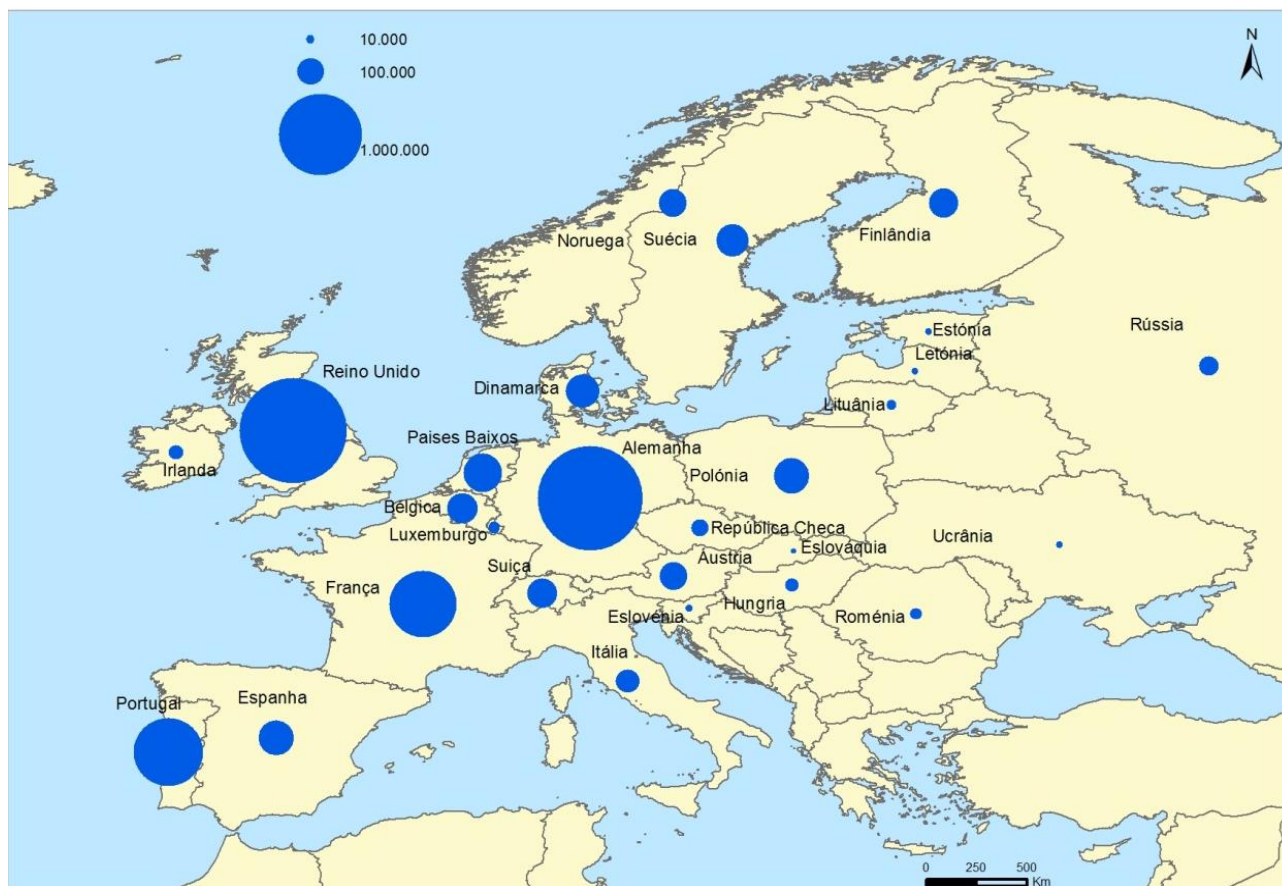 10.000
100.000
1.000.000
N
Noruega
Suécia
Finlândia
Estónia
Letónia
Rússia
Reino Unido
Dinamarca
Lituânia
Paises Baixos
Alemanha
Irlanda
Polónia
Bélgica
Luxemburgo
República Checa
Ucrânia
Eslováquia
Áustria
Suiça
França
Hungria
Eslovénia
Roménia
Itália
Portugal
Espanha
0 250 500
Km